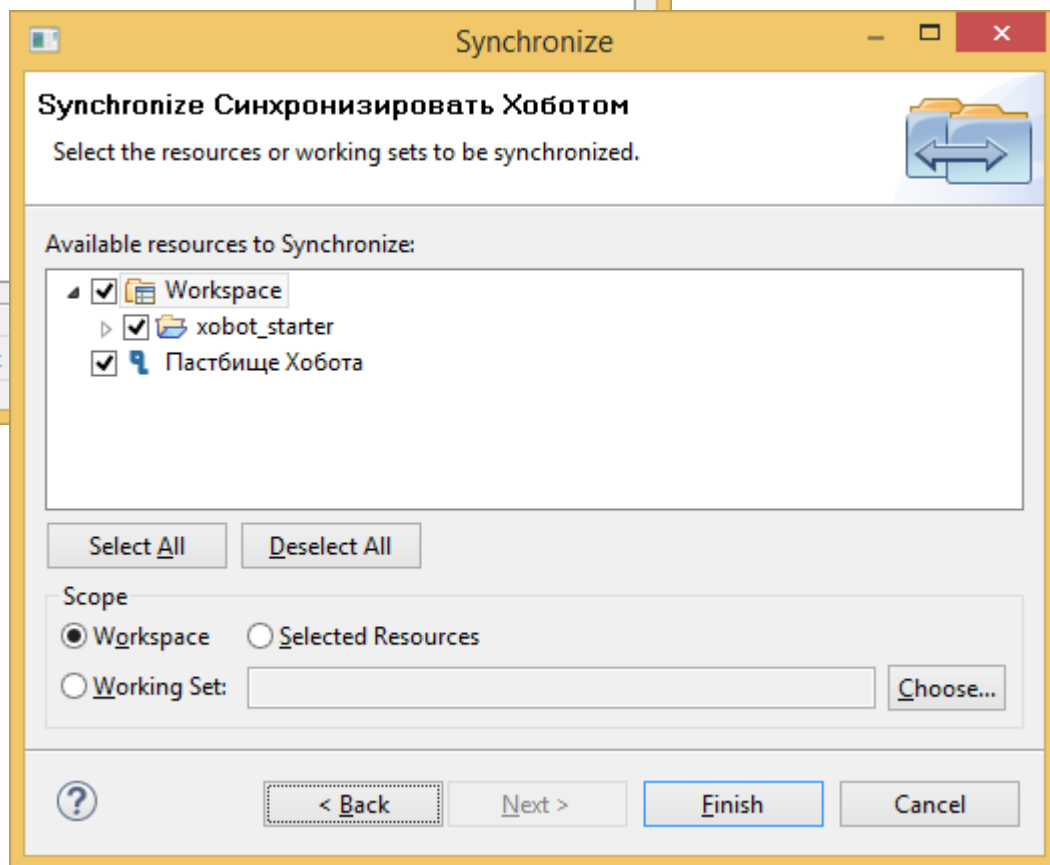 Synchronize
Synchronize Синхронизировать Хоботом
Select the resources or working sets to be synchronized.
Available resources to Synchronize:
Workspace
xobot_starter
Пастбище Хобота
Select All Deselect All
Scope
Workspace Selected Resources
Working Set: Choose...
< Back Next > Finish Cancel